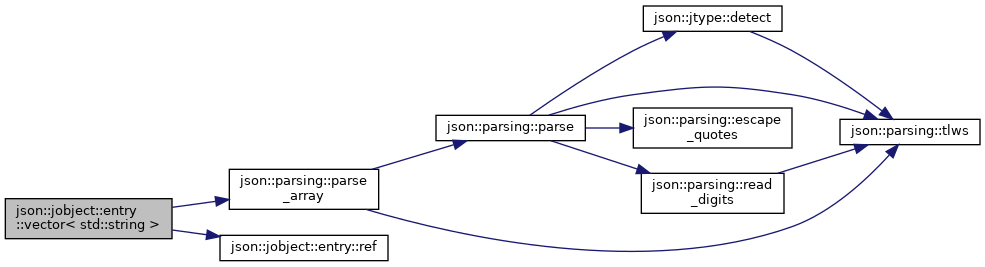 json::jtype::detect
json::parsing::parse
json::parsing::escape
_quotes
json::parsing::tlws
json::parsing::parse
_array
json::parsing::read
_digits
json::jobject::entry
::vector< std::string >
json::jobject::entry::ref